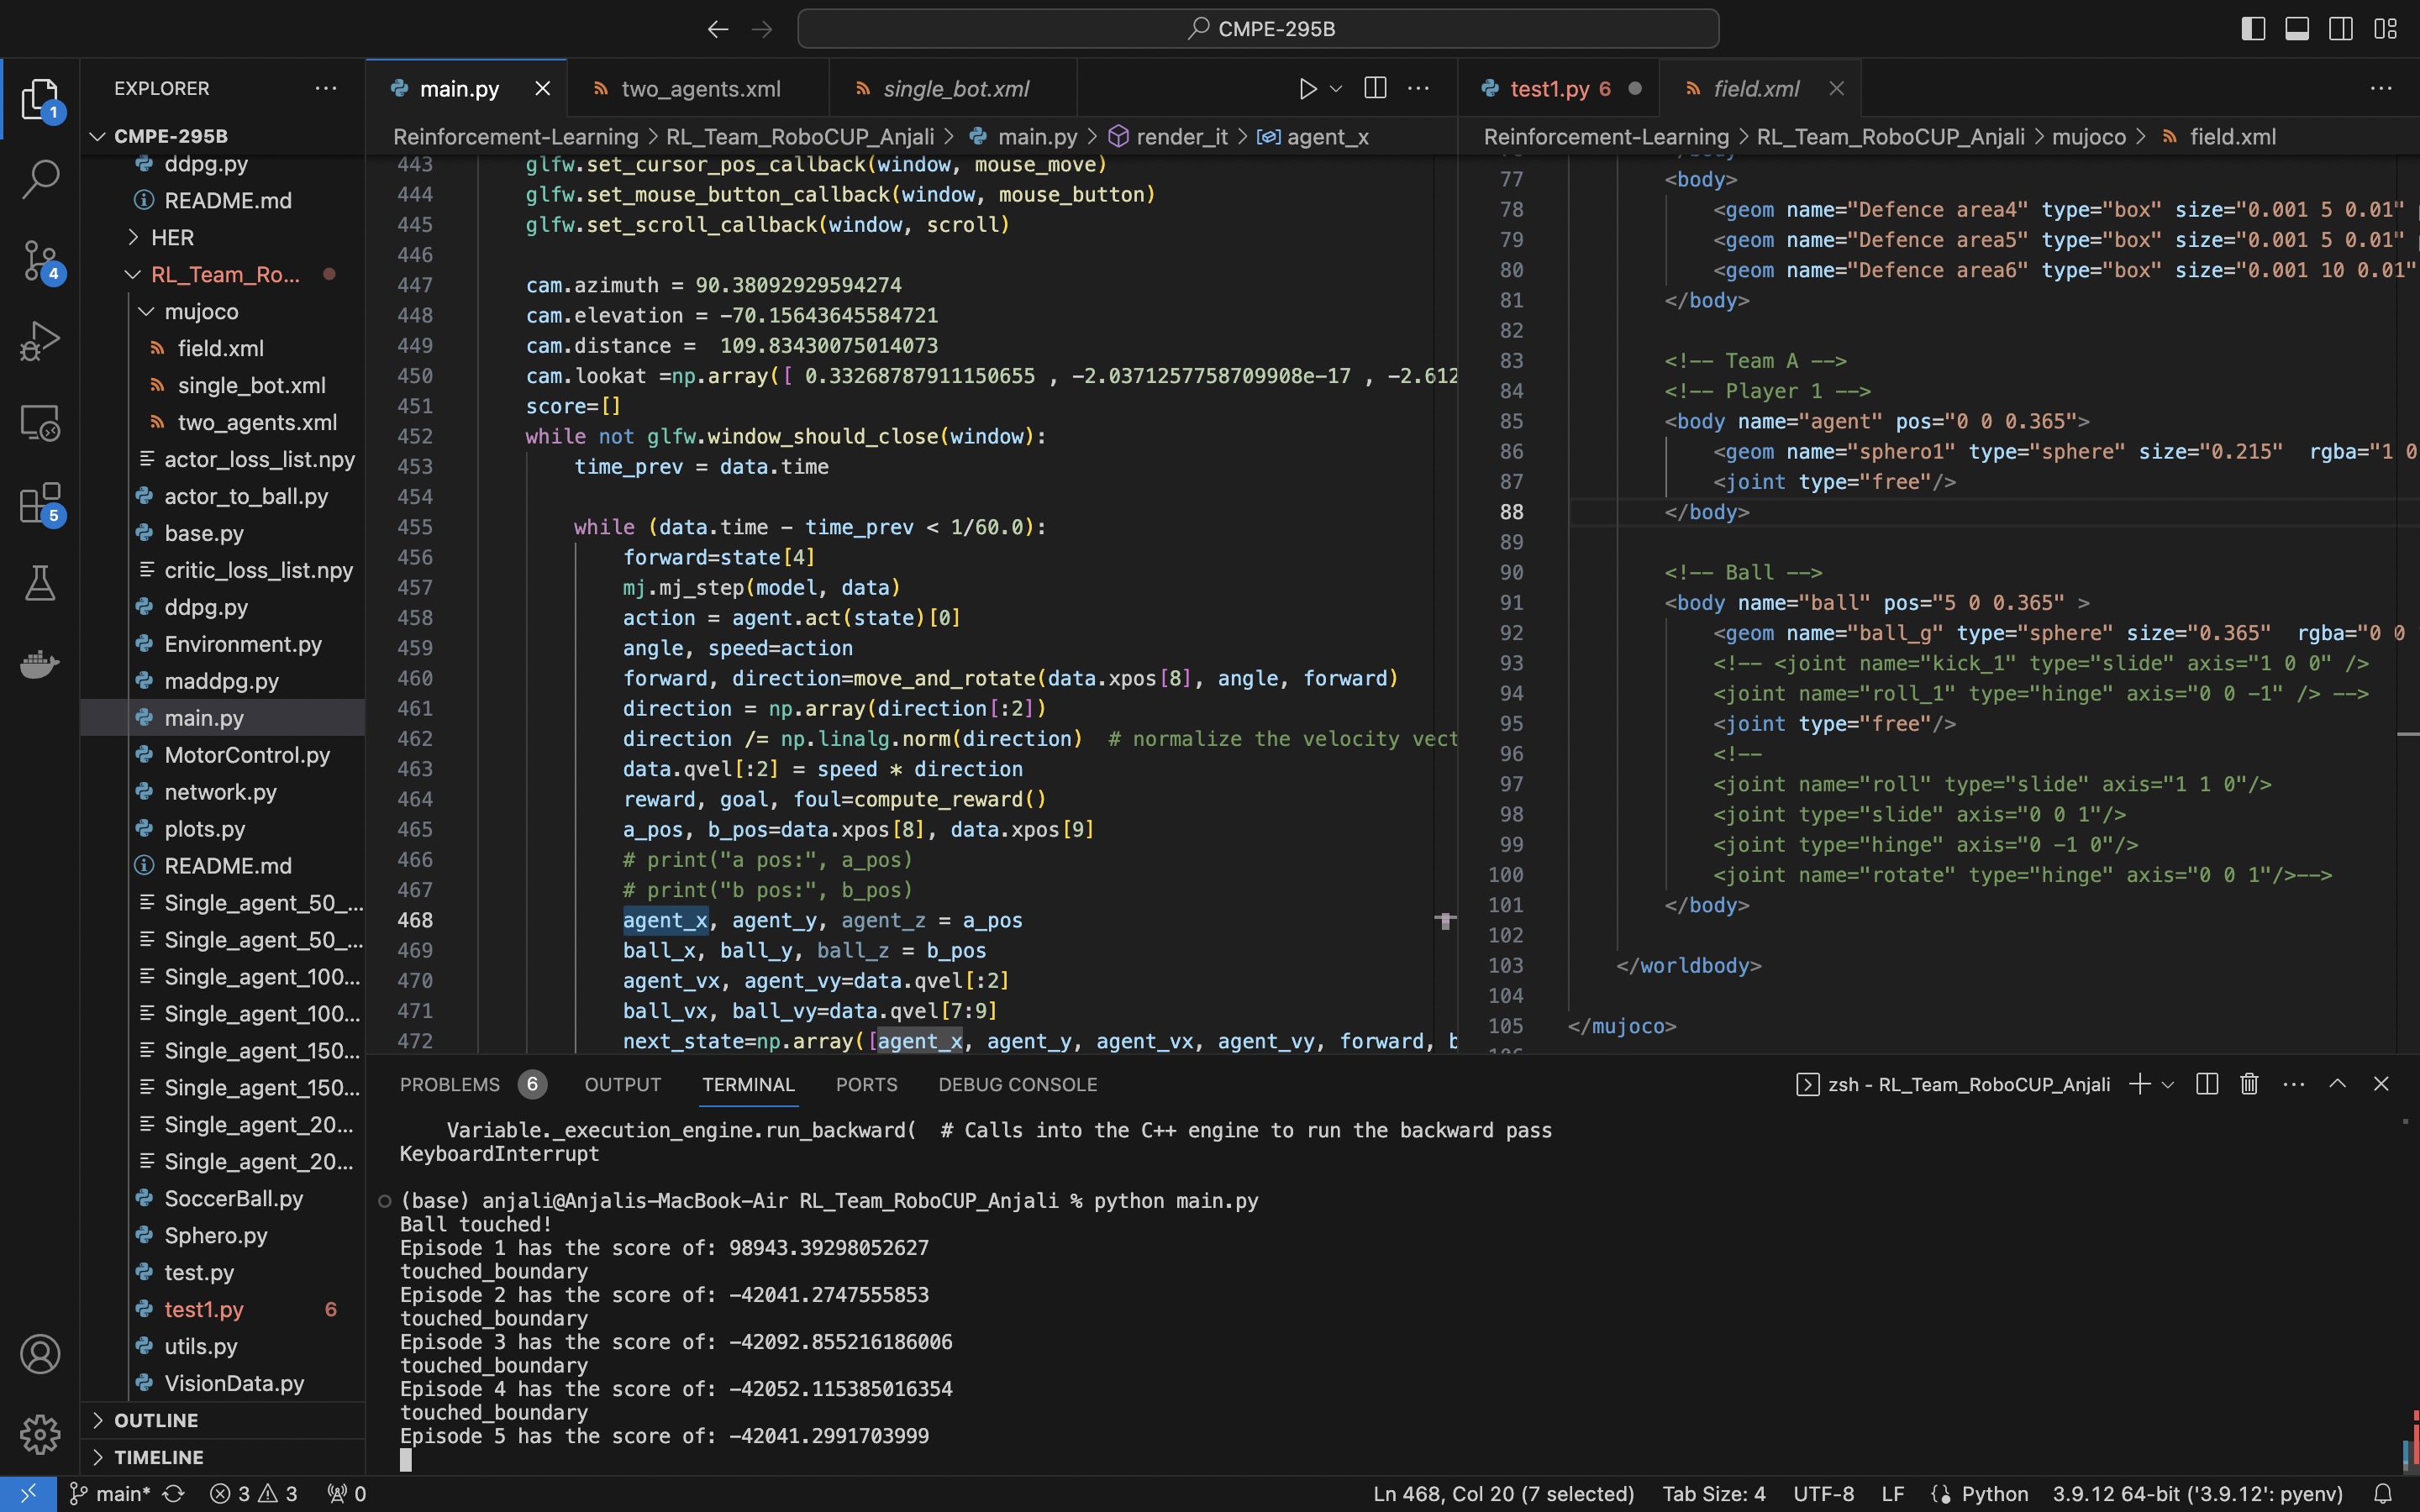 CMPE-295B
EXPLORER
CMPE-295B
ddpg.py
README.md
HER
RL_Team_Ro...
mujoco
field.xml
single_bot.xml
two_agents.xml
actor_loss_list.npy
actor_to_ball.py
base.py
critic_loss_list.npy
ddpg.py
Environment.py
maddpg.py
main.py
MotorControl.py
network.py
plots.py
README.md
Single_agent_50_...
Single_agent_50_...
Single_agent_100...
Single_agent_100...
Single_agent_150...
Single_agent_150...
Single_agent_20...
Single_agent_20...
SoccerBall.py
Sphero.py
test.py
test1.py 6
utils.py
VisionData.py
OUTLINE
TIMELINE
1
4
5
main.py two_agents.xml single_bot.xml
Reinforcement-Learning > RL_Team_RoboCUP_Anjali > main.py > render_it > agent_x
443 glfw.set_cursor_pos_callback(window, mouse_move)
444 glfw.set_mouse_button_callback(window, mouse_button)
445 glfw.set_scroll_callback(window, scroll)
446
447 cam.azimuth = 90.38092929594274
448 cam.elevation = -70.15643645584721
449 cam.distance =  109.83430075014073
450 cam.lookat =np.array([ 0.33268787911150655 , -2.0371257758709908e-17 , -2.612
451 score=[]
452 while not glfw.window_should_close(window):
453 time_prev = data.time
454
455 while (data.time - time_prev < 1/60.0):
456 forward=state[4]
457 mj.mj_step(model, data)
458 action = agent.act(state)[0]
459 angle, speed=action
460 forward, direction=move_and_rotate(data.xpos[8], angle, forward)
461 direction = np.array(direction[:2])
462 direction /= np.linalg.norm(direction)  # normalize the velocity vect
463 data.qvel[:2] = speed * direction
464 reward, goal, foul=compute_reward()
465 a_pos, b_pos=data.xpos[8], data.xpos[9]
466 # print("a pos:", a_pos)
467 # print("b pos:", b_pos)
468 agent_x, agent_y, agent_z = a_pos
469 ball_x, ball_y, ball_z = b_pos
470 agent_vx, agent_vy=data.qvel[:2]
471 ball_vx, ball_vy=data.qvel[7:9]
472 next_state=np.array([agent_x, agent_y, agent_vx, agent_vy, forward, b
test1.py 6 field.xml
Reinforcement-Learning > RL_Team_RoboCUP_Anjali > mujoco > field.xml
77 <body>
78 <geom name="Defence area4" type="box" size="0.001 5 0.01"
79 <geom name="Defence area5" type="box" size="0.001 5 0.01"
80 <geom name="Defence area6" type="box" size="0.001 10 0.01"
81 </body>
82
83 <!-- Team A -->
84 <!-- Player 1 -->
85 <body name="agent" pos="0 0 0.365">
86 <geom name="sphero1" type="sphere" size="0.215"  rgba="1 0
87 <joint type="free"/>
88 </body>
89
90 <!-- Ball -->
91 <body name="ball" pos="5 0 0.365" >
92 <geom name="ball_g" type="sphere" size="0.365"  rgba="0 0
93 <!-- <joint name="kick_1" type="slide" axis="1 0 0" />
94 <joint name="roll_1" type="hinge" axis="0 0 -1" /> -->
95 <joint type="free"/>
96 <!--
97 <joint name="roll" type="slide" axis="1 1 0"/>
98 <joint type="slide" axis="0 0 1"/>
99 <joint type="hinge" axis="0 -1 0"/>
100 <joint name="rotate" type="hinge" axis="0 0 1"/>-->
101 </body>
102
103 </worldbody>
104
105 </mujoco>
PROBLEMS 6 OUTPUT TERMINAL PORTS DEBUG CONSOLE
zsh - RL_Team_RoboCUP_Anjali
Variable._execution_engine.run_backward(  # Calls into the C++ engine to run the backward pass
KeyboardInterrupt
(base) anjali@Anjalis-MacBook-Air RL_Team_RoboCUP_Anjali % python main.py
Ball touched!
Episode 1 has the score of: 98943.39298052627
touched_boundary
Episode 2 has the score of: -42041.2747555853
touched_boundary
Episode 3 has the score of: -42092.855216186006
touched_boundary
Episode 4 has the score of: -42052.115385016354
touched_boundary
Episode 5 has the score of: -42041.2991703999
main* 3 3 0
Ln 468, Col 20 (7 selected) Tab Size: 4 UTF-8 LF Python 3.9.12 64-bit ('3.9.12': pyenv)